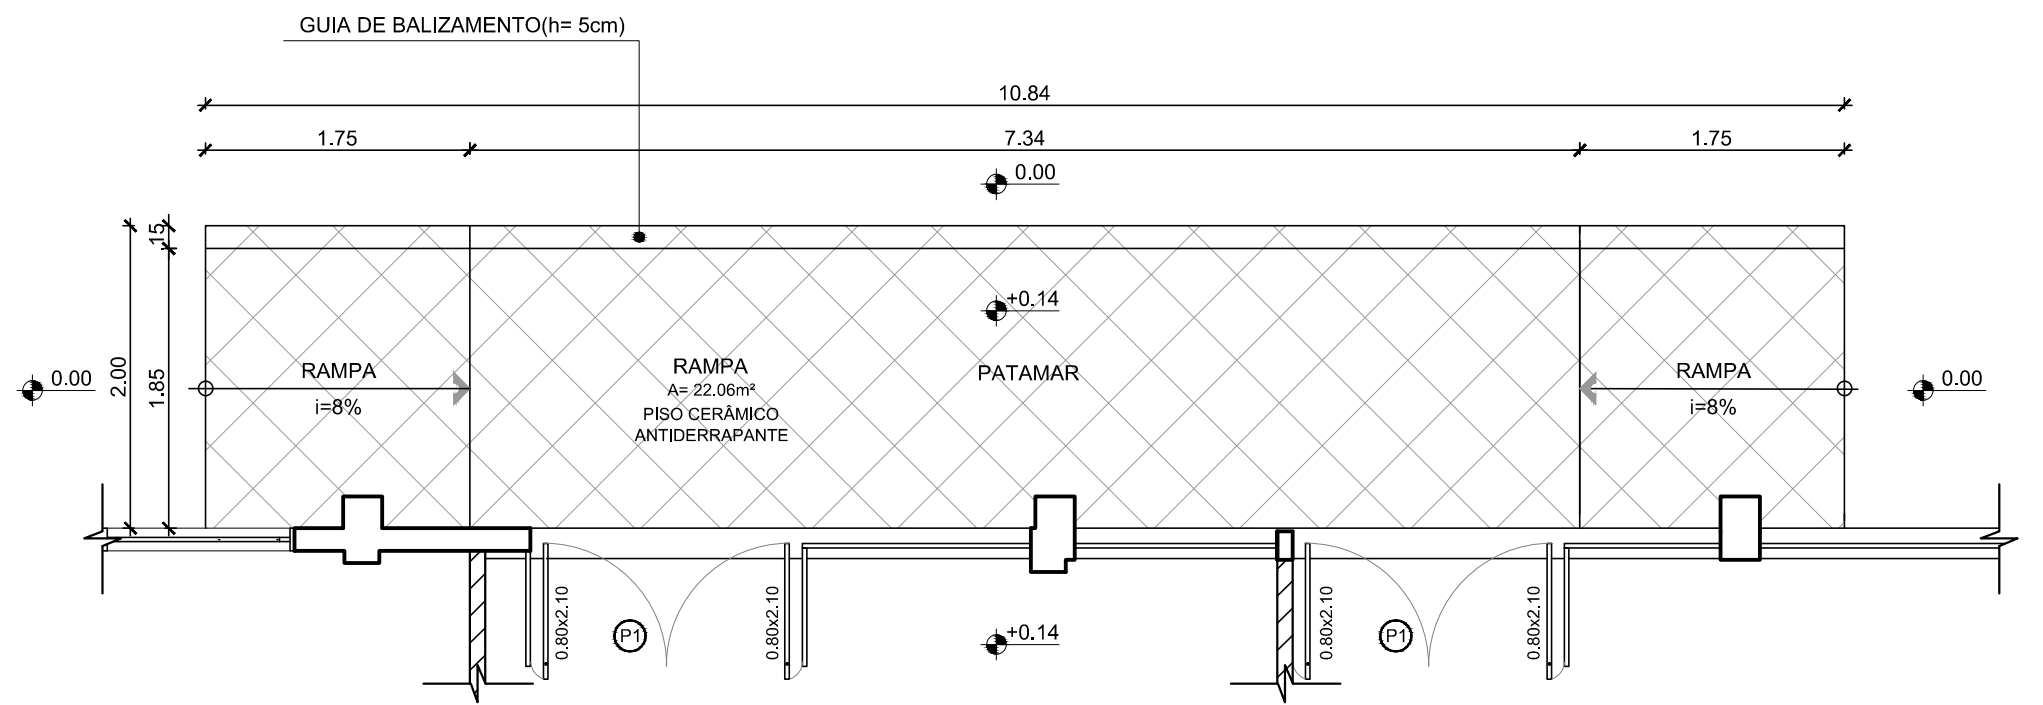 GUIA DE BALIZAMENTO(h= 5cm)
10.84
1.75
7.34
1.75
0.00
15
2.00
1.85
+0.14
0.00
RAMPA
i=8%
RAMPA
A= 22.06m²
PISO CERÂMICO
ANTIDERRAPANTE
PATAMAR
RAMPA
i=8%
0.00
0.80x2.10
P1
0.80x2.10
+0.14
0.80x2.10
P1
0.80x2.10